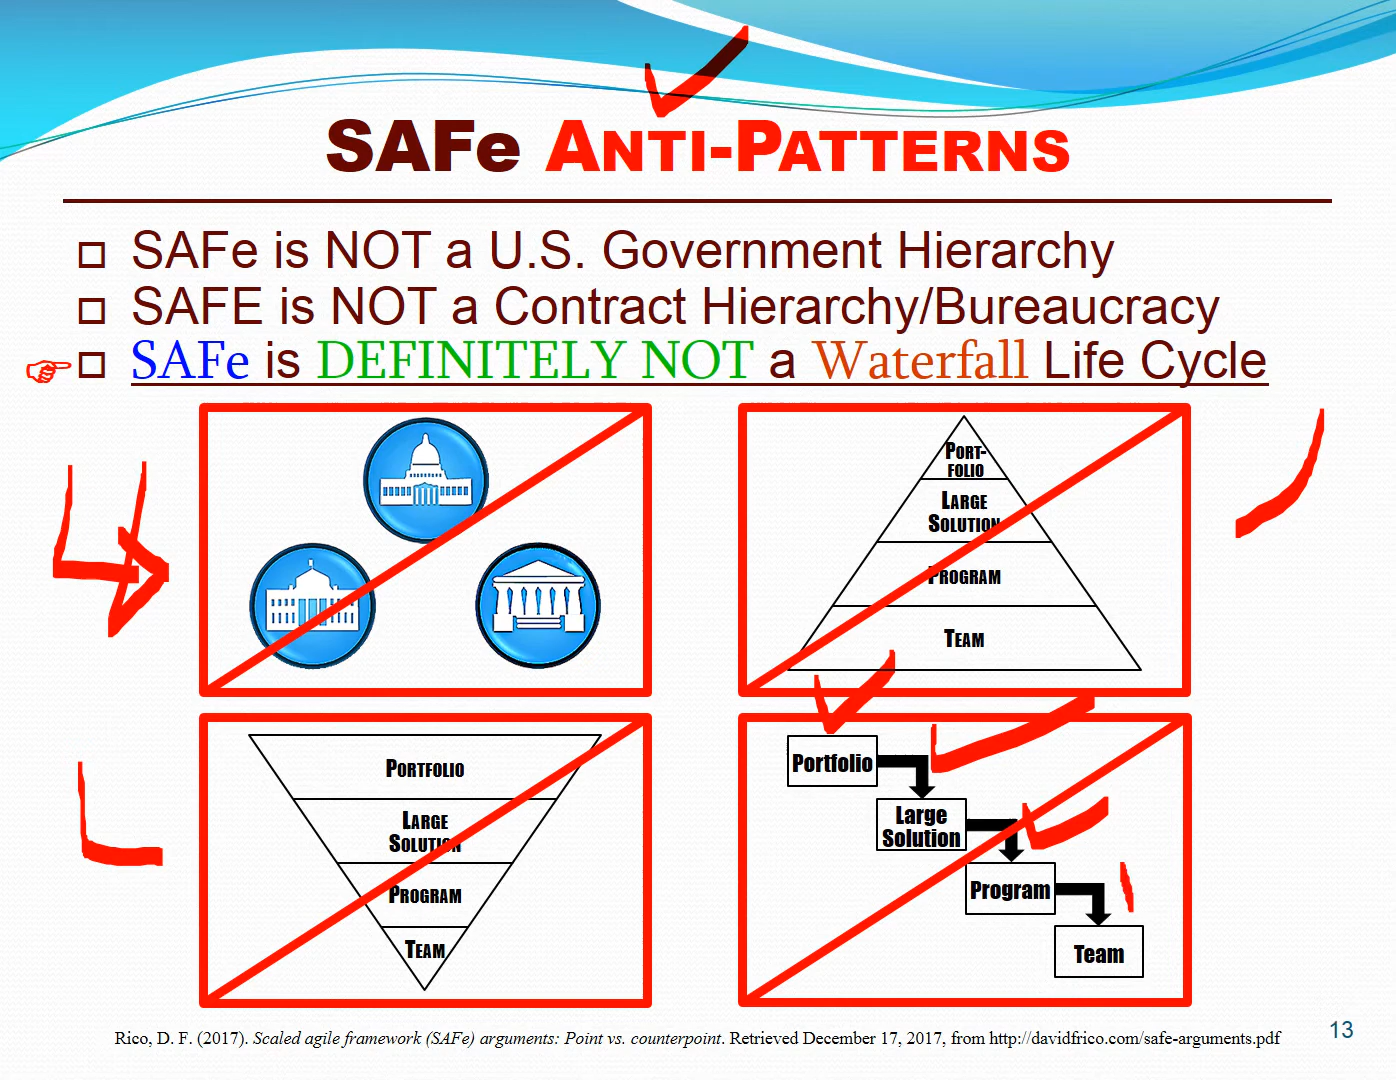 SAFe ANTI-PATTERNS
SAFe is NOT a U.S. Government Hierarchy
SAFE is NOT a Contract Hierarchy/Bureaucracy
SAFe is DEFINITELY NOT a Waterfall Life Cycle
PORT-
FOLIO
LARGE
SOLUTION
PROGRAM
TEAM
PORTFOLIO
LARGE
SOLUTION
PROGRAM
TEAM
Portfolio
Large
Solution
Program
Team
Rico, D. F. (2017). Scaled agile framework (SAFe) arguments: Point vs. counterpoint. Retrieved December 17, 2017, from http://davidfrico.com/safe-arguments.pdf
13